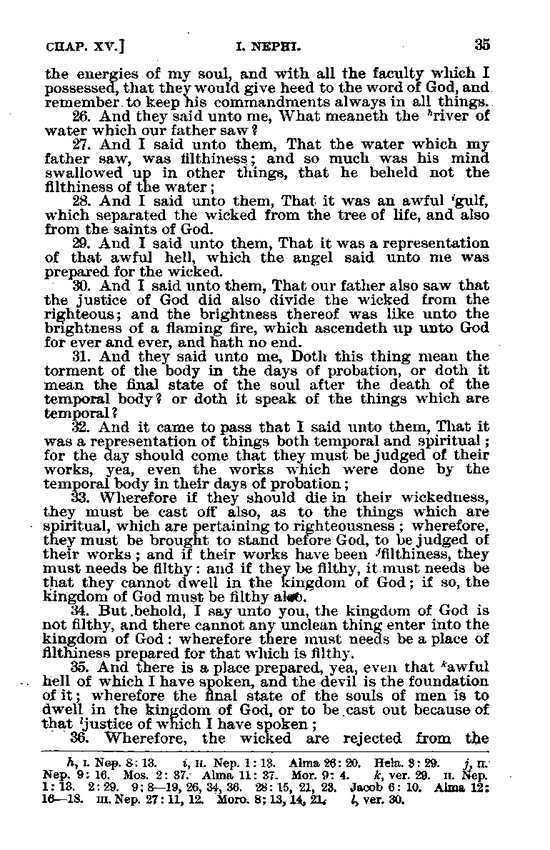 CHAP. XV.] I. NEPHI. 35
the energies of my soul, and with all the faculty which I
possessed, that they would give heed to the word of God, and
remember to keep his commandments always in all things.
26. And they said unto me, What meaneth the ʰriver of
water which our father saw?
27. And I said unto them, That the water which my
father saw, was filthiness; and so much was his mind
swallowed up in other things, that he beheld not the
filthiness of the water;
28. And I said unto them, That it was an awful ⁱgulf,
which separated the wicked from the tree of life, and also
from the saints of God.
29. And I said unto them, That it was a representation
of that awful hell, which the angel said unto me was
prepared for the wicked.
30. And I said unto them, That our father also saw that
the justice of God did also divide the wicked from the
righteous; and the brightness thereof was like unto the
brightness of a flaming fire, which ascendeth up unto God
for ever and ever, and hath no end.
31. And they said unto me, Doth this thing mean the
torment of the body in the days of probation, or doth it
mean the final state of the soul after the death of the
temporal body? or doth it speak of the things which are
temporal?
32. And it came to pass that I said unto them, That it
was a representation of things both temporal and spiritual;
for the day should come that they must be judged of their
works, yea, even the works which were done by the
temporal body in their days of probation;
33. Wherefore if they should die in their wickedness,
they must be cast off also, as to the things which are
spiritual, which are pertaining to righteousness; wherefore,
they must be brought to stand before God, to be judged of
their works; and if their works have been ʲfilthiness, they
must needs be filthy: and if they be filthy, it must needs be
that they cannot dwell in the kingdom of God; if so, the
kingdom of God must be filthy also.
34. But behold, I say unto you, the kingdom of God is
not filthy, and there cannot any unclean thing enter into the
kingdom of God: wherefore there must needs be a place of
filthiness prepared for that which is filthy.
35. And there is a place prepared, yea, even that ᵏawful
hell of which I have spoken, and the devil is the foundation
of it; wherefore the final state of the souls of men is to
dwell in the kingdom of God, or to be cast out because of
that ˡjustice of which I have spoken;
36. Wherefore, the wicked are rejected from the
h, I. Nep. 8: 13. i, II. Nep. 1: 13. Alma 26: 20. Hela. 3: 29. j, II.
Nep. 9: 16. Mos. 2: 37. Alma 11: 37. Mor. 9: 4. k, ver. 29. II. Nep.
1: 13. 2: 29. 9: 8—19, 26, 34, 36. 28: 15, 21, 23. Jacob 6: 10. Alma 12:
16—18. III. Nep. 27: 11, 12. Moro. 8: 13, 14, 21. l, ver. 30.